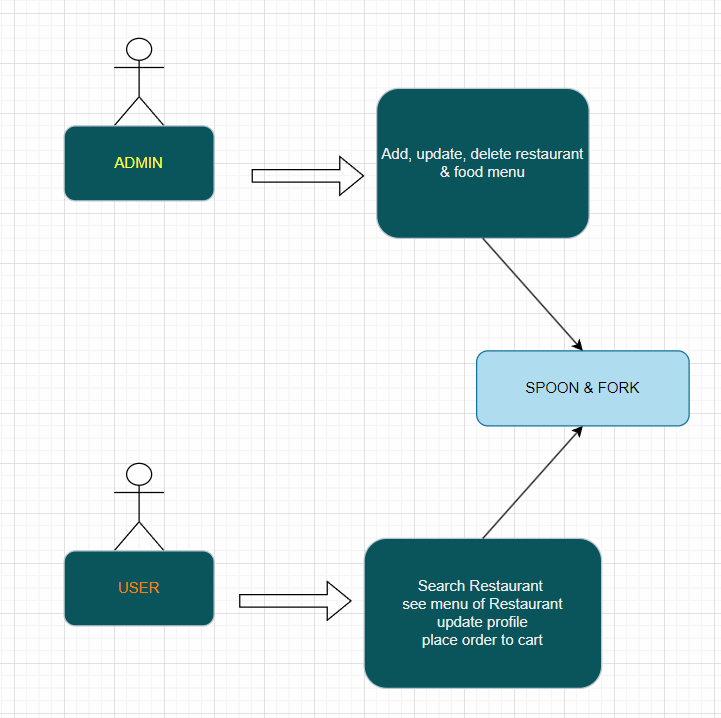 ADMIN
Add, update, delete restaurant
& food menu
SPOON & FORK
USER
Search Restaurant
see menu of Restaurant
update profile
place order to cart